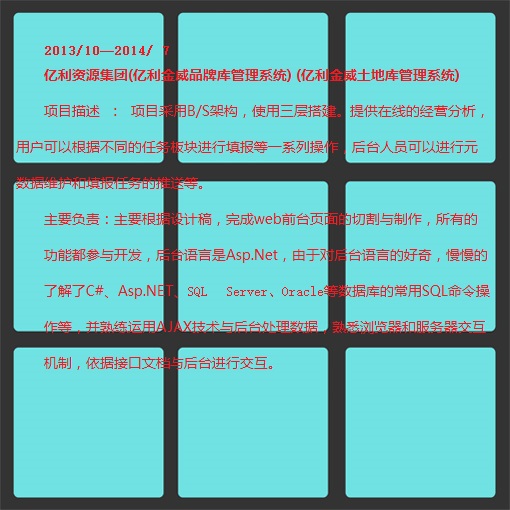 2013/10—2014/ 7
亿利资源集团(亿利金威品牌库管理系统) (亿利金威土地库管理系统)
项目描述 ： 项目采用B/S架构，使用三层搭建。提供在线的经营分析，
用户可以根据不同的任务板块进行填报等一系列操作，后台人员可以进行元
数据维护和填报任务的推送等。
主要负责：主要根据设计稿，完成web前台页面的切割与制作，所有的
功能都参与开发，后台语言是Asp.Net，由于对后台语言的好奇，慢慢的
了解了C#、Asp.NET、SQL Server、Oracle等数据库的常用SQL命令操
作等，并熟练运用AJAX技术与后台处理数据，熟悉浏览器和服务器交互
机制，依据接口文档与后台进行交互。